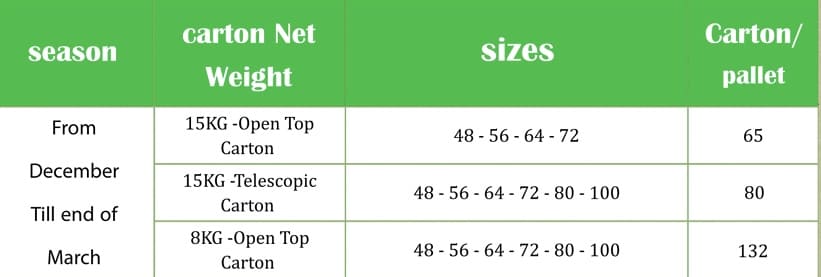 season
carton Net
Weight
sizes
Carton/
pallet
From
December
Till end of
March
15KG -Open Top
Carton
48 - 56 - 64 - 72
65
15KG -Telescopic
Carton
48 - 56 - 64 - 72 - 80 - 100
80
8KG -Open Top
Carton
48 - 56 - 64 - 72 - 80 - 100
132